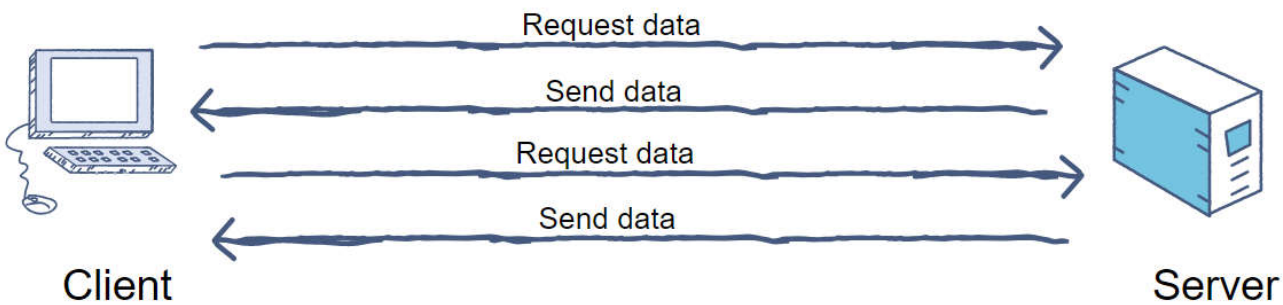 Request data
Send data
Request data
Send data
Client
Server